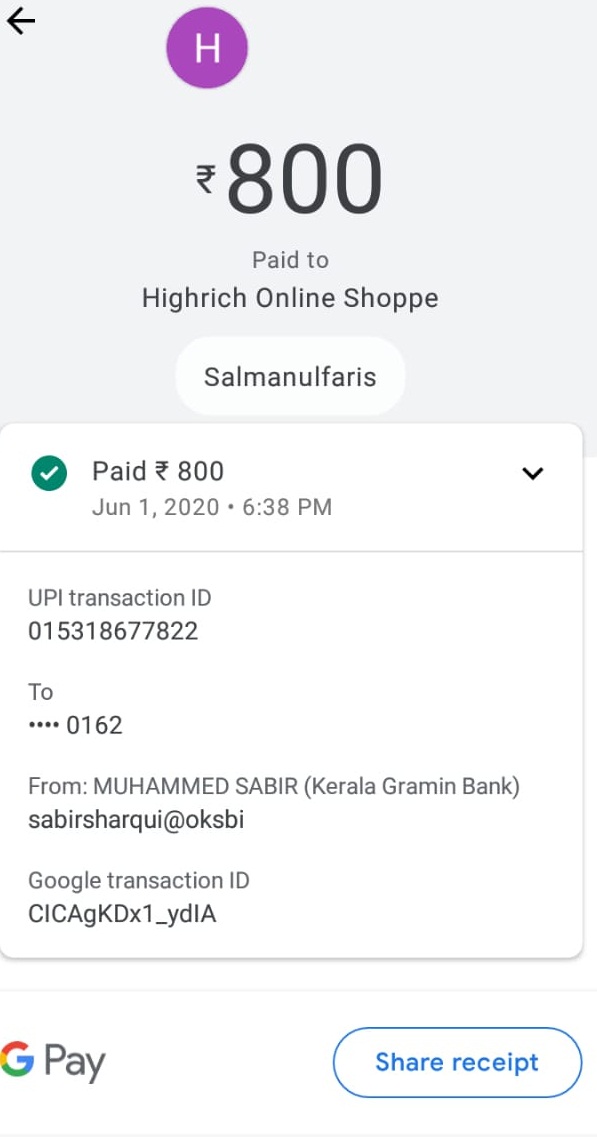 H
₹800
Paid to
Highrich Online Shoppe
Salmanulfaris
Paid ₹ 800
Jun 1, 2020 • 6:38 PM
UPI transaction ID
015318677822
To
•••• 0162
From: MUHAMMED SABIR (Kerala Gramin Bank)
sabirsharqui@oksbi
Google transaction ID
CICAgKDx1_ydIA
G Pay
Share receipt